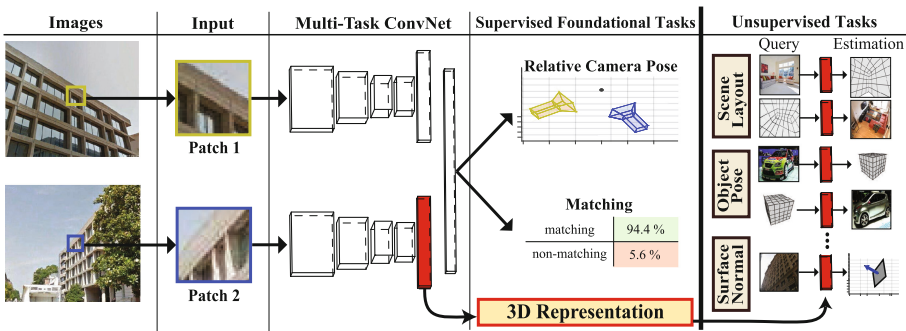 Images
Input
Multi-Task ConvNet
Supervised Foundational Tasks
Unsupervised Tasks
Query
Estimation
Patch 1
Patch 2
Relative Camera Pose
Matching
matching 94.4 %
non-matching 5.6 %
3D Representation
Scene
Layout
Object
Pose
Surface
Normal